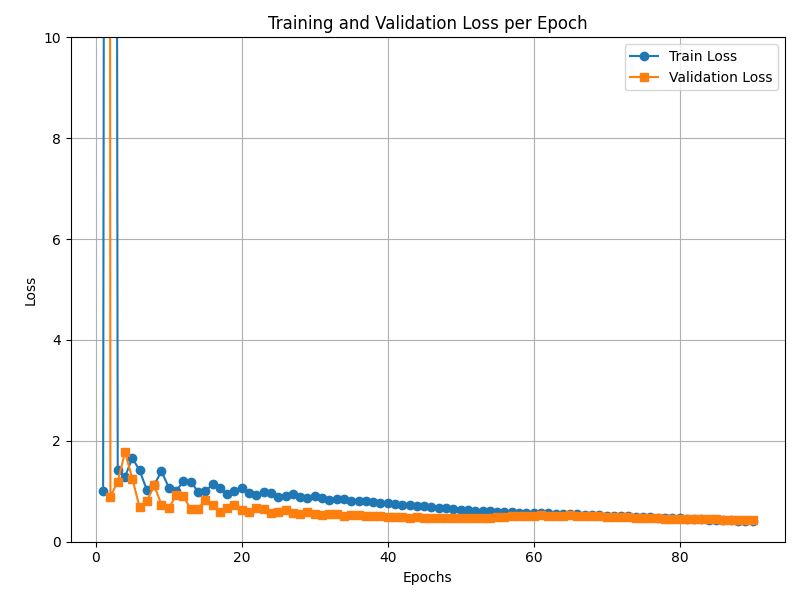 Training and Validation Loss per Epoch
Train Loss
Validation Loss
10
8
6
4
2
0
Loss
0 20 40 60 80
Epochs